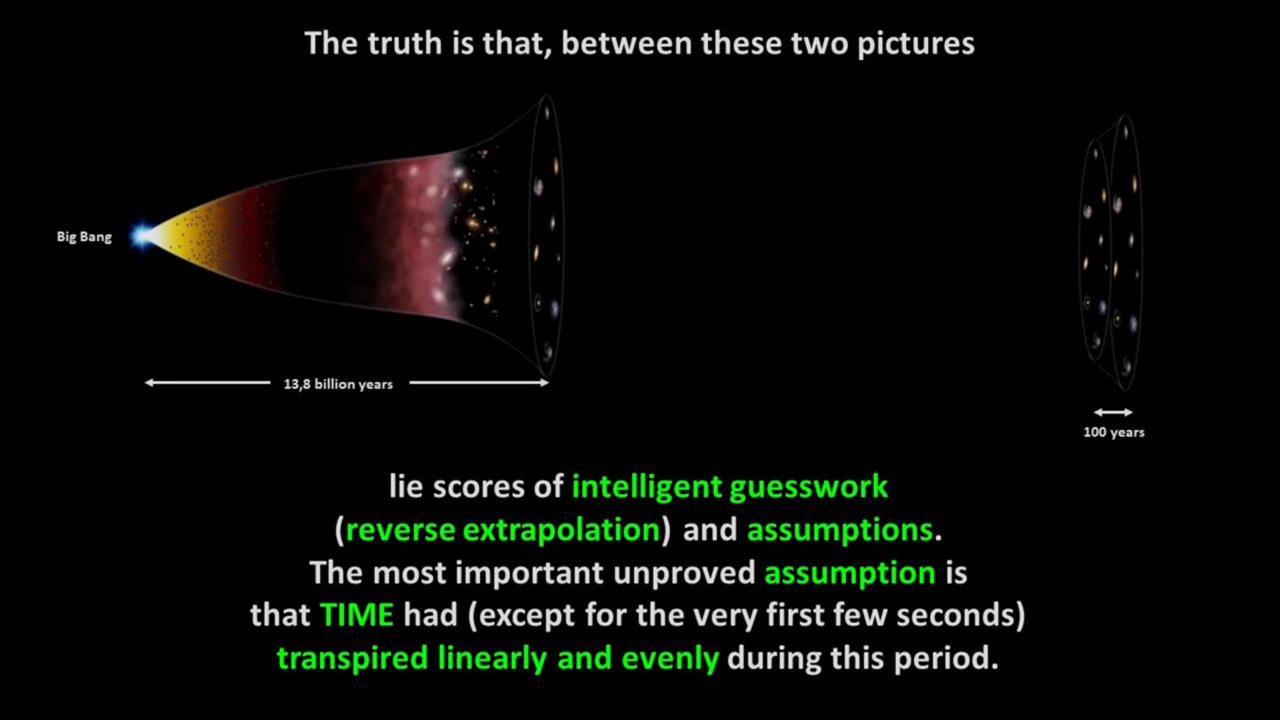 The truth is that, between these two pictures
Big Bang
13,8 billion years
100 years
lie scores of intelligent guesswork
(reverse extrapolation) and assumptions.
The most important unproved assumption is
that TIME had (except for the very first few seconds)
transpired linearly and evenly during this period.